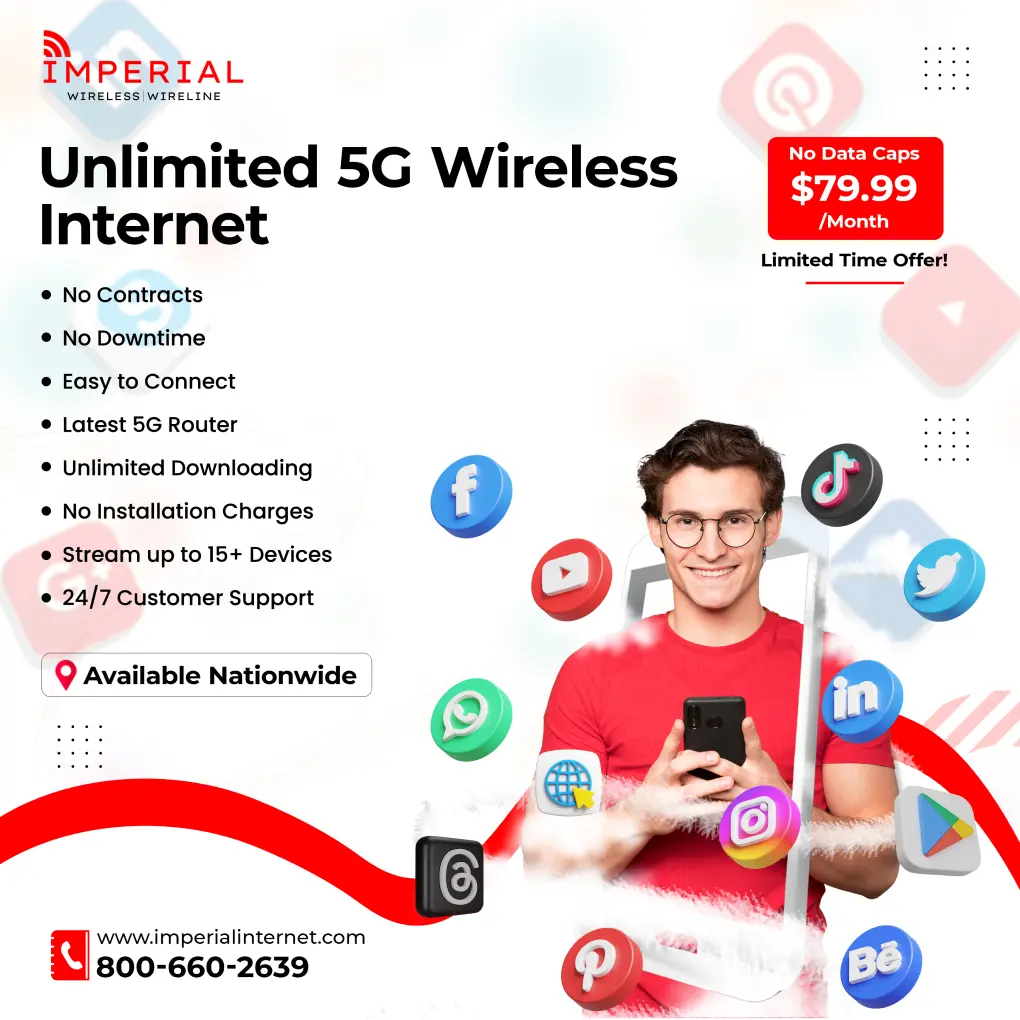 IMPERIAL
WIRELESS|WIRELINE
Unlimited 5G Wireless
Internet
No Data Caps
$79.99
/Month
Limited Time Offer!
• No Contracts
• No Downtime
• Easy to Connect
• Latest 5G Router
• Unlimited Downloading
• No Installation Charges
• Stream up to 15+ Devices
• 24/7 Customer Support
Available Nationwide
in
Bē
www.imperialinternet.com
800-660-2639